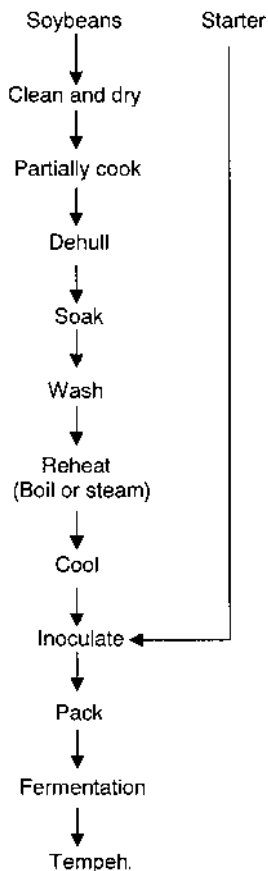 Soybeans Starter
Clean and dry
Partially cook
Dehull
Soak
Wash
Reheat
(Boil or steam)
Cool
Inoculate
Pack
Fermentation
Tempeh.